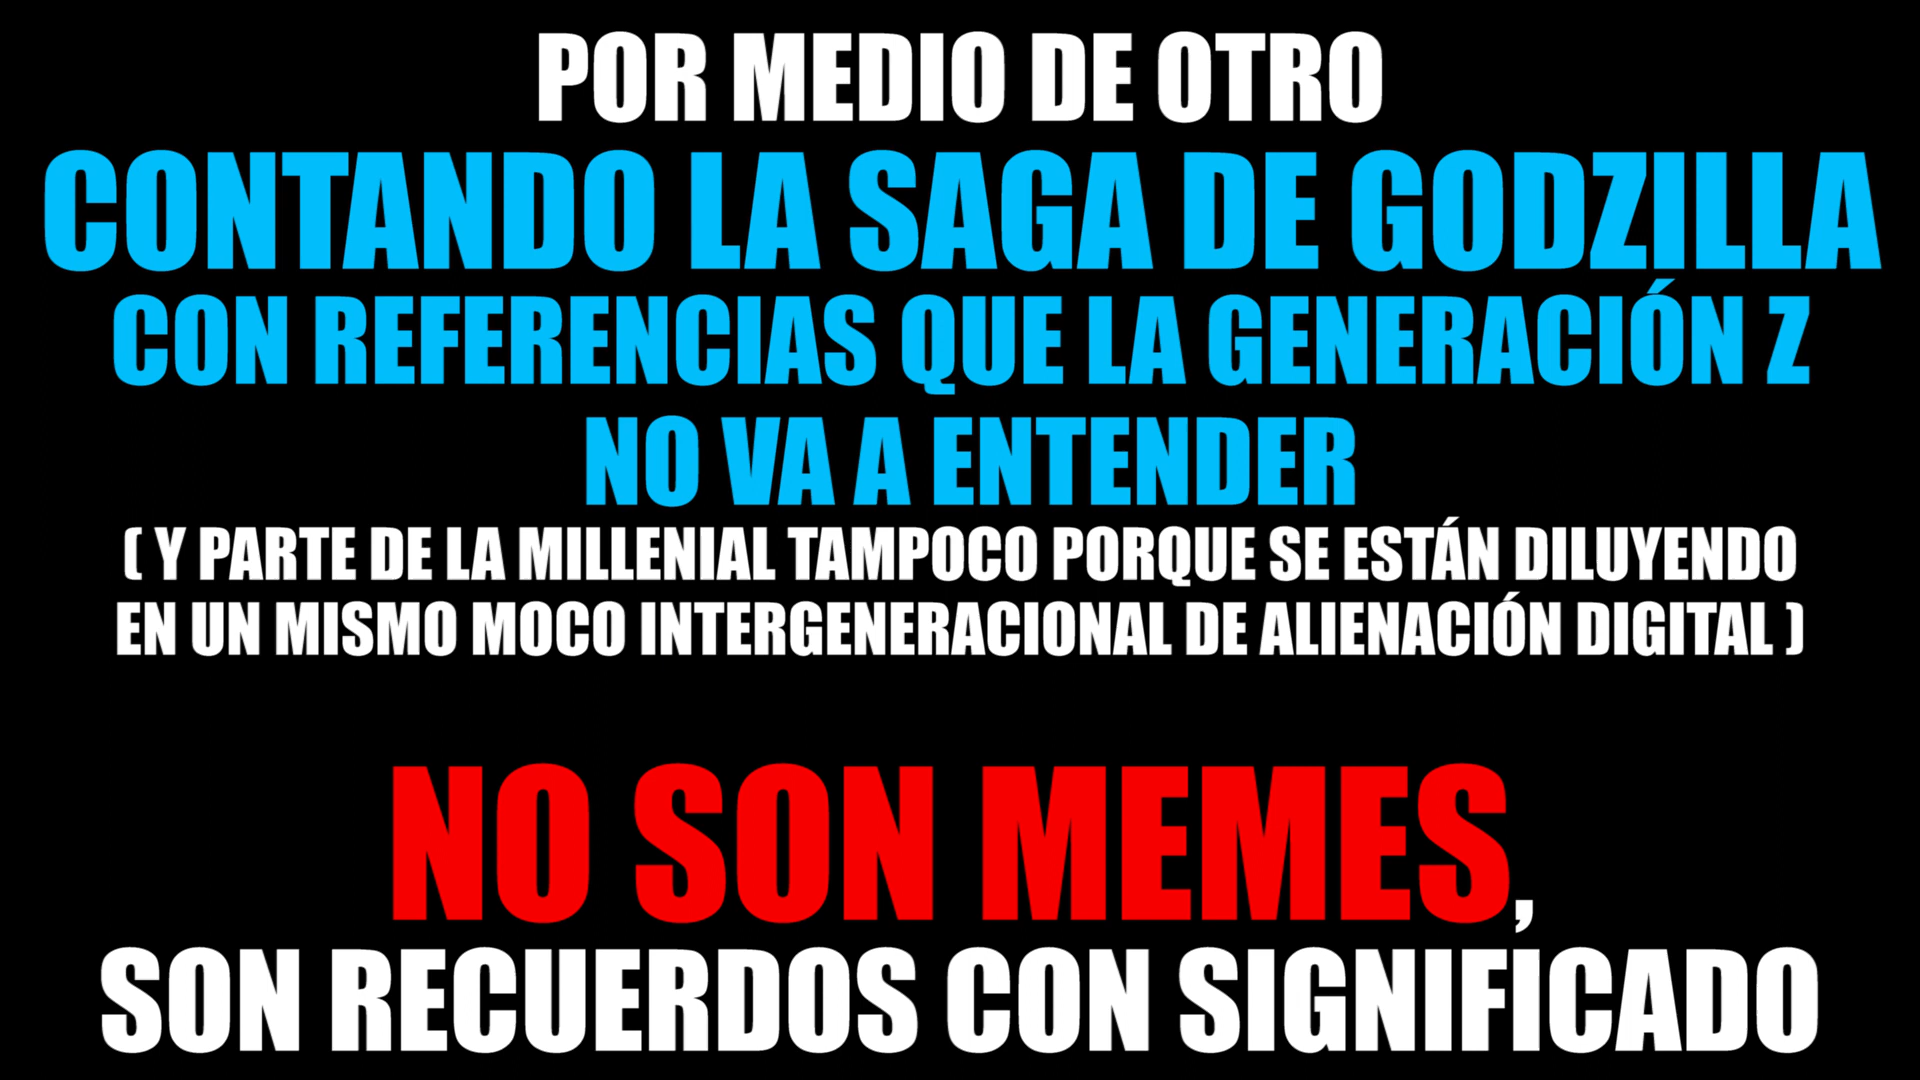 POR MEDIO DE OTRO
CONTANDO LA SAGA DE GODZILLA
CON REFERENCIAS QUE LA GENERACIÓN Z
NO VA A ENTENDER
( Y PARTE DE LA MILLENIAL TAMPOCO PORQUE SE ESTÁN DILUYENDO
EN UN MISMO MOCO INTERGENERACIONAL DE ALIENACIÓN DIGITAL )
NO SON MEMES,
SON RECUERDOS CON SIGNIFICADO